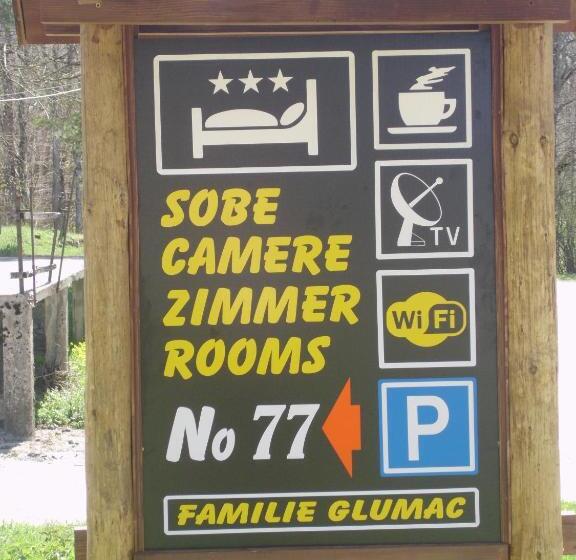 SOBE
CAMERE
ZIMMER
ROOMS
No 77
TV
WiFi
P
FAMILIE GLUMAC